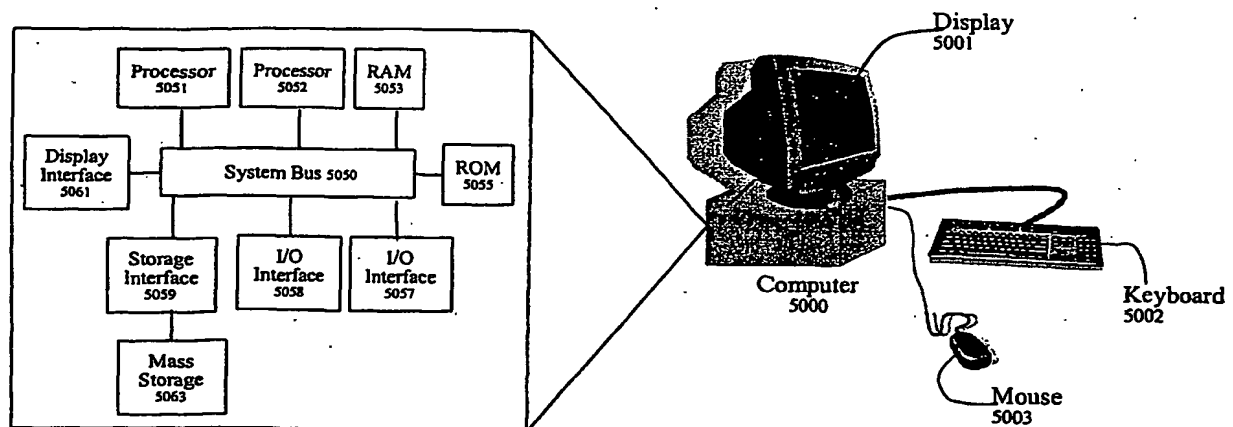 Processor
5051
Processor
5052
RAM
5053
Display
Interface
5061
System Bus 5050
ROM
5055
Storage
Interface
5059
I/O
Interface
5058
I/O
Interface
5057
Mass
Storage
5063
Display
5001
Computer
5000
Keyboard
5002
Mouse
5003